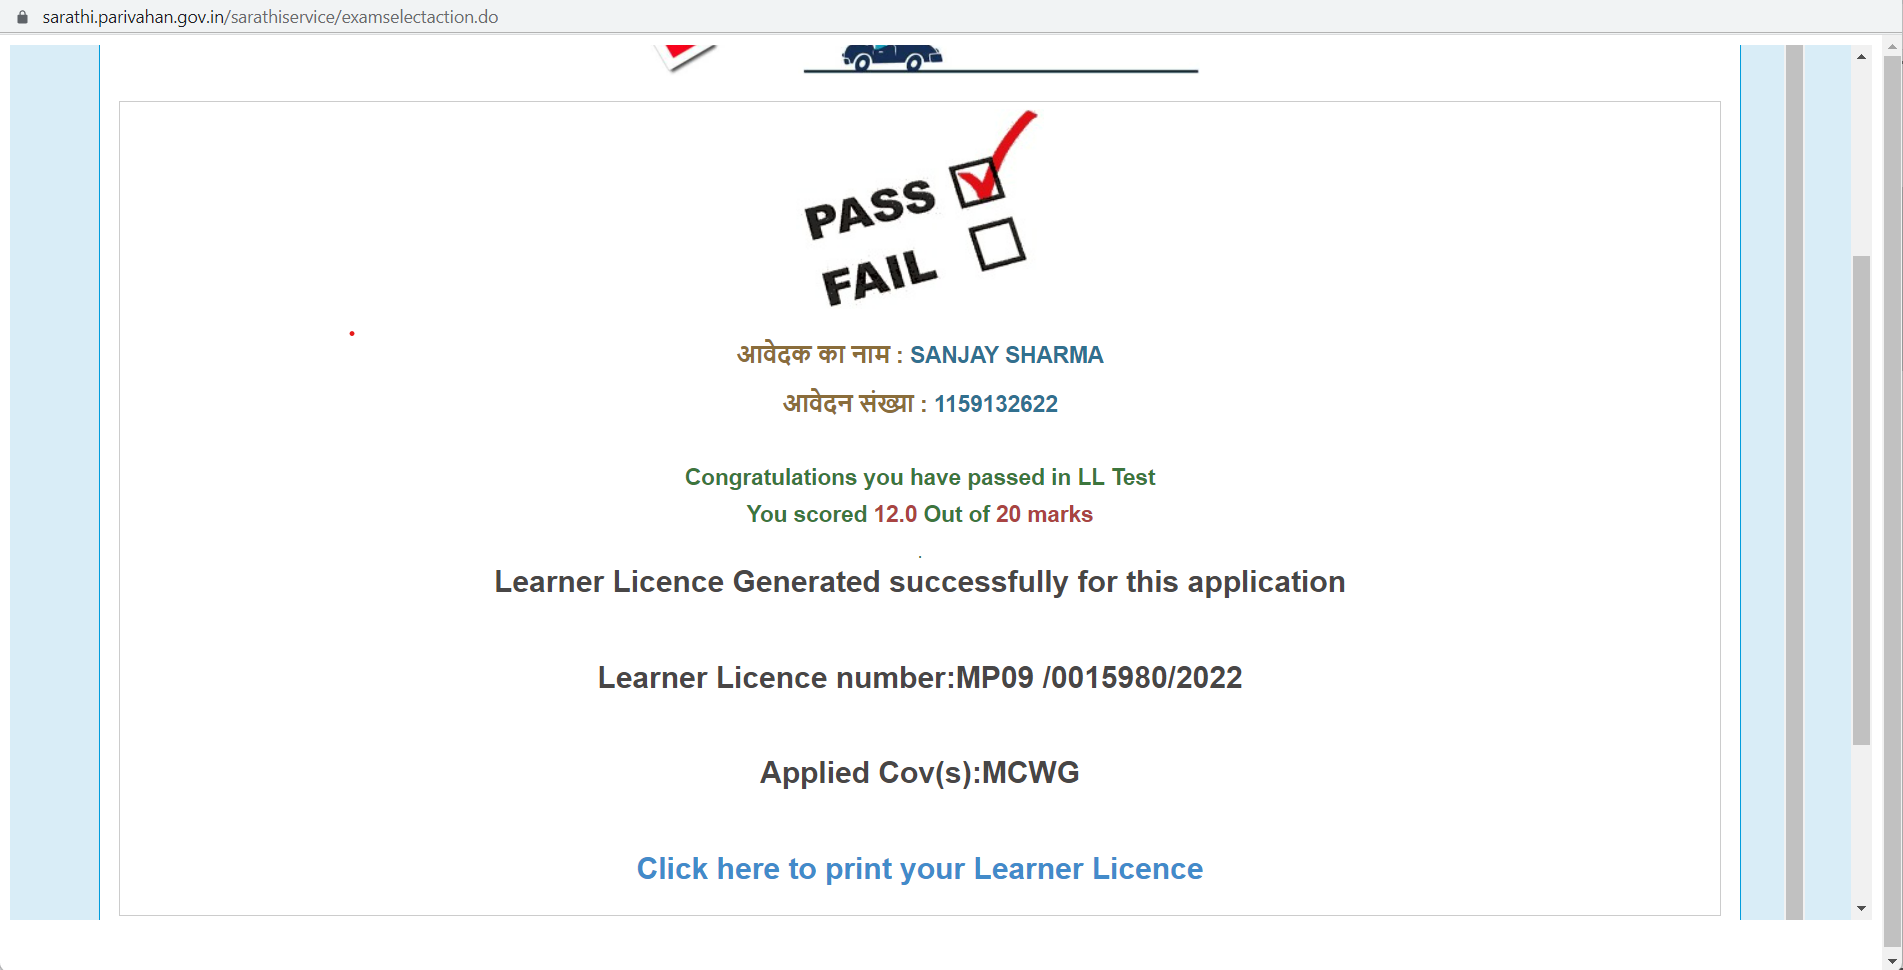 sarathi.parivahan.gov.in/sarathiservice/examselectaction.do
PASS
FAIL
आवेदक का नाम : SANJAY SHARMA
आवेदन संख्या : 1159132622
Congratulations you have passed in LL Test
You scored 12.0 Out of 20 marks
.
Learner Licence Generated successfully for this application
Learner Licence number:MP09 /0015980/2022
Applied Cov(s):MCWG
Click here to print your Learner Licence